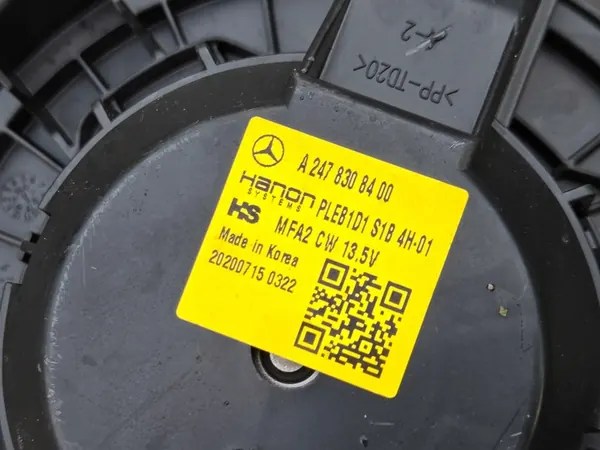 ʎ-2
>PP-TD20<
A 247 830 84 00
Hanon PLEB1D1 S1B 4H-01
SYSTEMS
HS MFA2 CW 13,5V
Made in Korea
20200715 0322